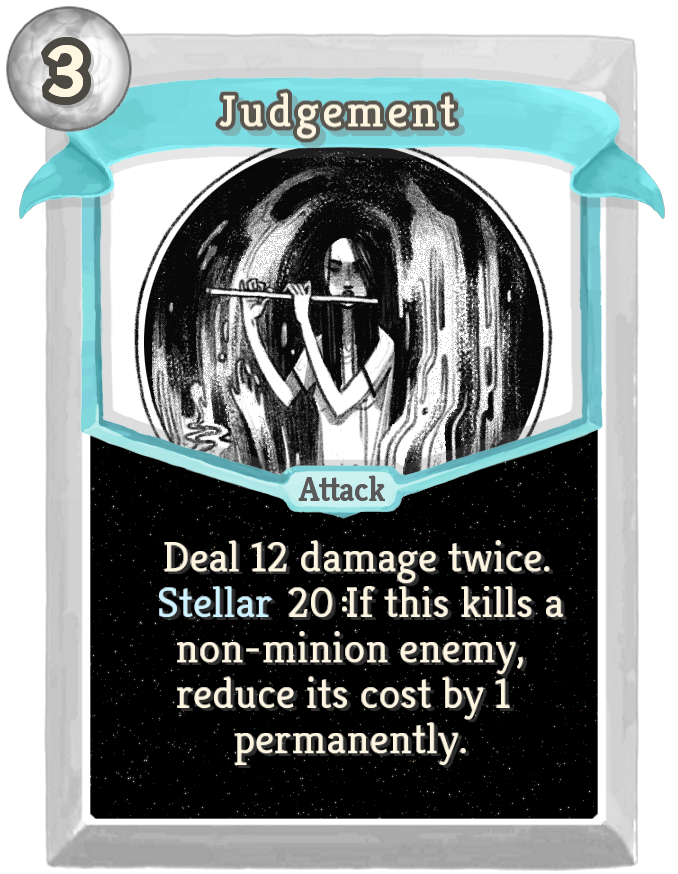 3
Judgement
Attack
Deal 12 damage twice.
Stellar 20 :If this kills a
non-minion enemy,
reduce its cost by 1
permanently.